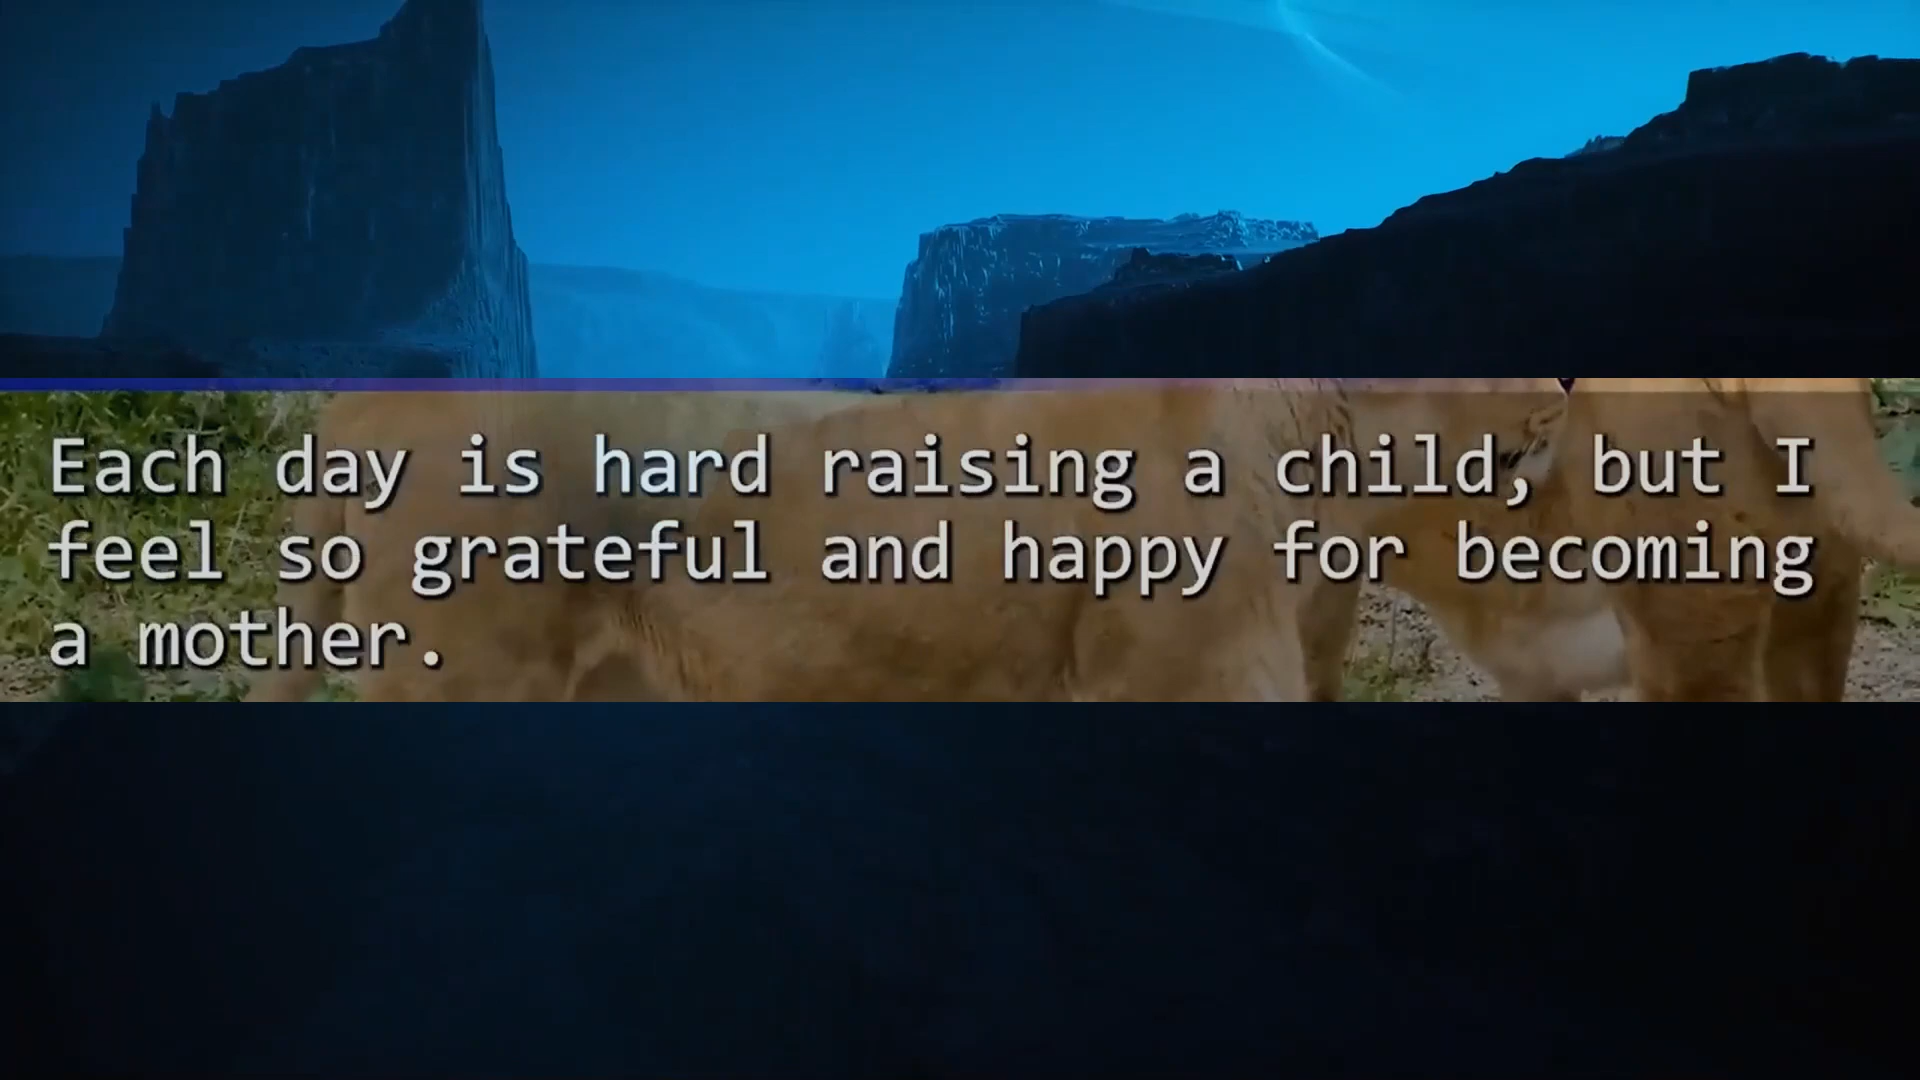 Each day is hard raising a child, but I
feel so grateful and happy for becoming
a mother.